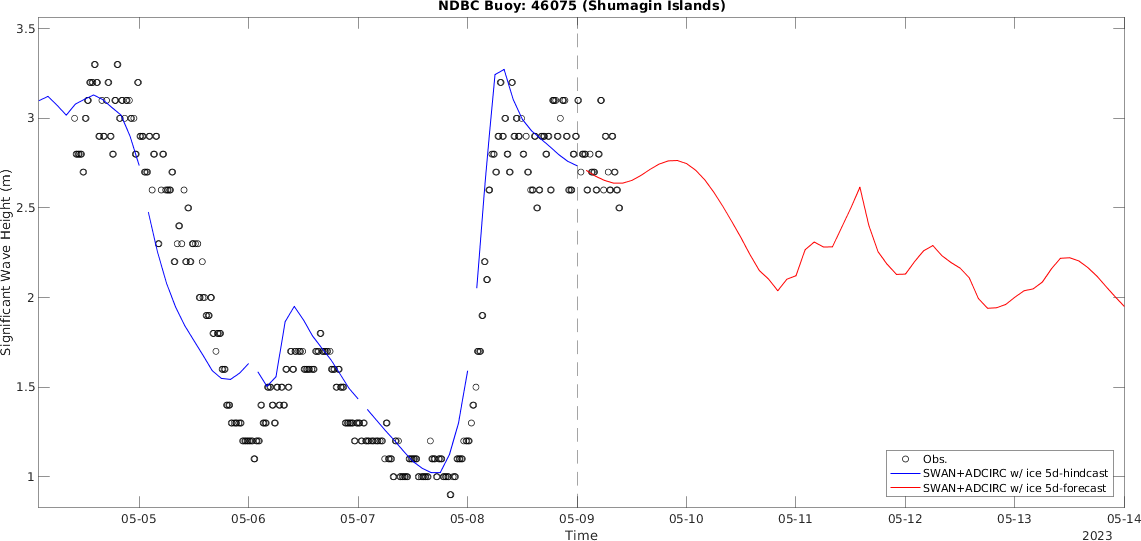 NDBC Buoy: 46075 (Shumagin Islands)
3.5
3
2.5
2
1.5
1
Significant Wave Height (m)
Obs.
SWAN+ADCIRC w/ ice 5d-hindcast
SWAN+ADCIRC w/ ice 5d-forecast
05-05 05-06 05-07 05-08 05-09 05-10 05-11 05-12 05-13 05-14
Time
2023